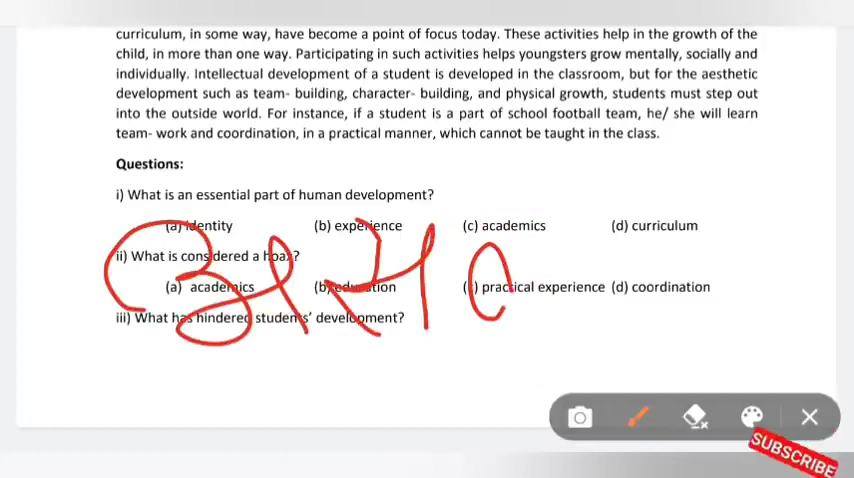 curriculum, in some way, have become a point of focus today. These activities help in the growth of the
child, in more than one way. Participating in such activities helps youngsters grow mentally, socially and
individually. Intellectual development of a student is developed in the classroom, but for the aesthetic
development such as team- building, character- building, and physical growth, students must step out
into the outside world. For instance, if a student is a part of school football team, he/ she will learn
team- work and coordination, in a practical manner, which cannot be taught in the class.
Questions:
i) What is an essential part of human development?
(a) identity (b) experience (c) academics (d) curriculum
ii) What is considered a hoax?
(a) academics (b) education (c) practical experience (d) coordination
iii) What has hindered students' development?
SUBSCRIBE